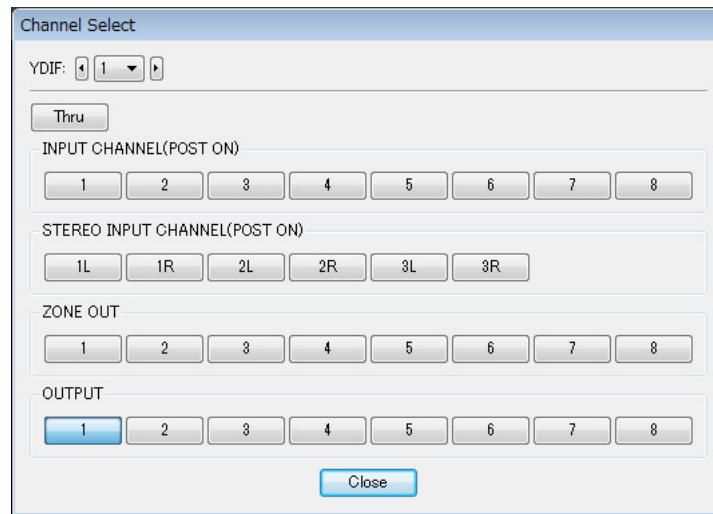 Channel Select
YDIF: 1
Thru
INPUT CHANNEL(POST ON)
1 2 3 4 5 6 7 8
STEREO INPUT CHANNEL(POST ON)
1L 1R 2L 2R 3L 3R
ZONE OUT
1 2 3 4 5 6 7 8
OUTPUT
1 2 3 4 5 6 7 8
Close